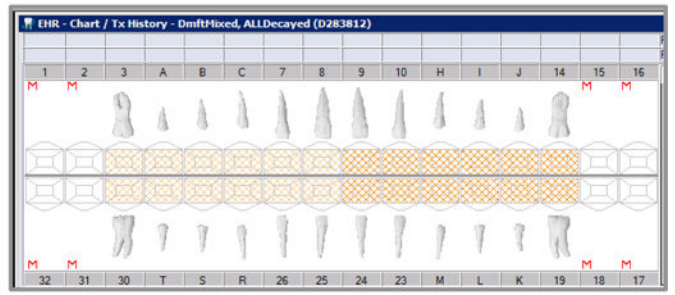 EHR - Chart / Tx History - DmftMixed, ALLDecayed (D283812)
1 2 3 A B C 7 8 9 10 H I J 14 15 16
M M M M
M M M M
32 31 30 T S R 26 25 24 23 M L K 19 18 17